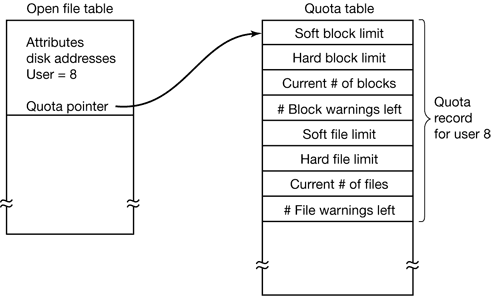 Open file table
Quota table
Attributes
disk addresses
User = 8
Quota pointer
Soft block limit
Hard block limit
Current # of blocks
# Block warnings left
Soft file limit
Hard file limit
Current # of files
# File warnings left
Quota
record
for user 8